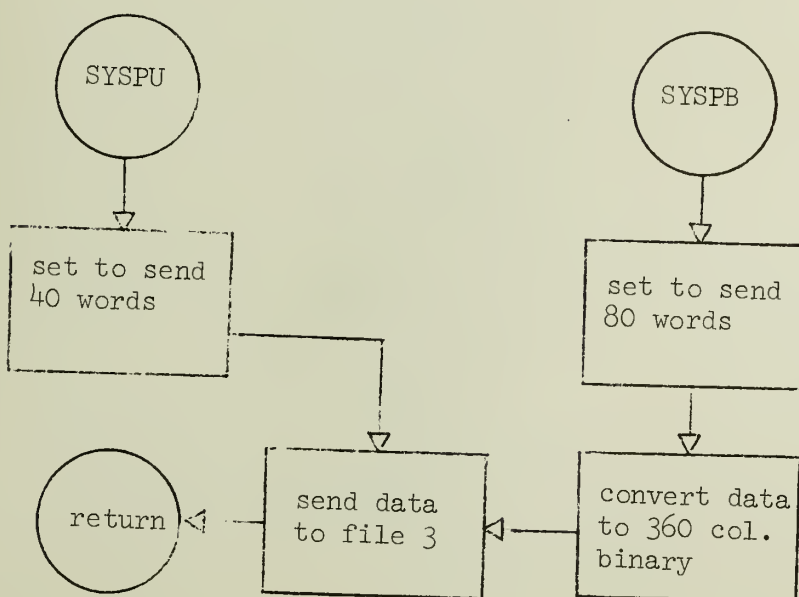 SYSPU
SYSPB
set to send
40 words
set to send
80 words
return
send data
to file 3
convert data
to 360 col.
binary